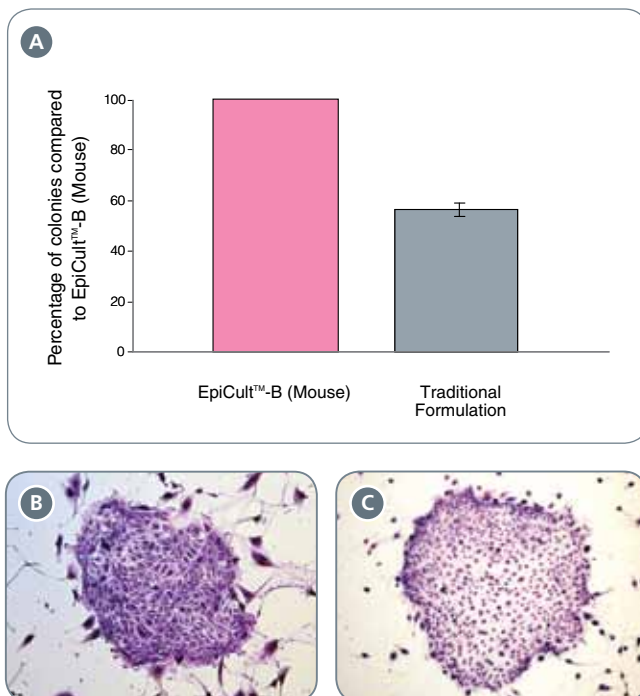 A
Percentage of colonies compared
to EpiCult™-B (Mouse)
100
80
60
40
20
0
EpiCult™-B (Mouse)
Traditional
Formulation
B
C